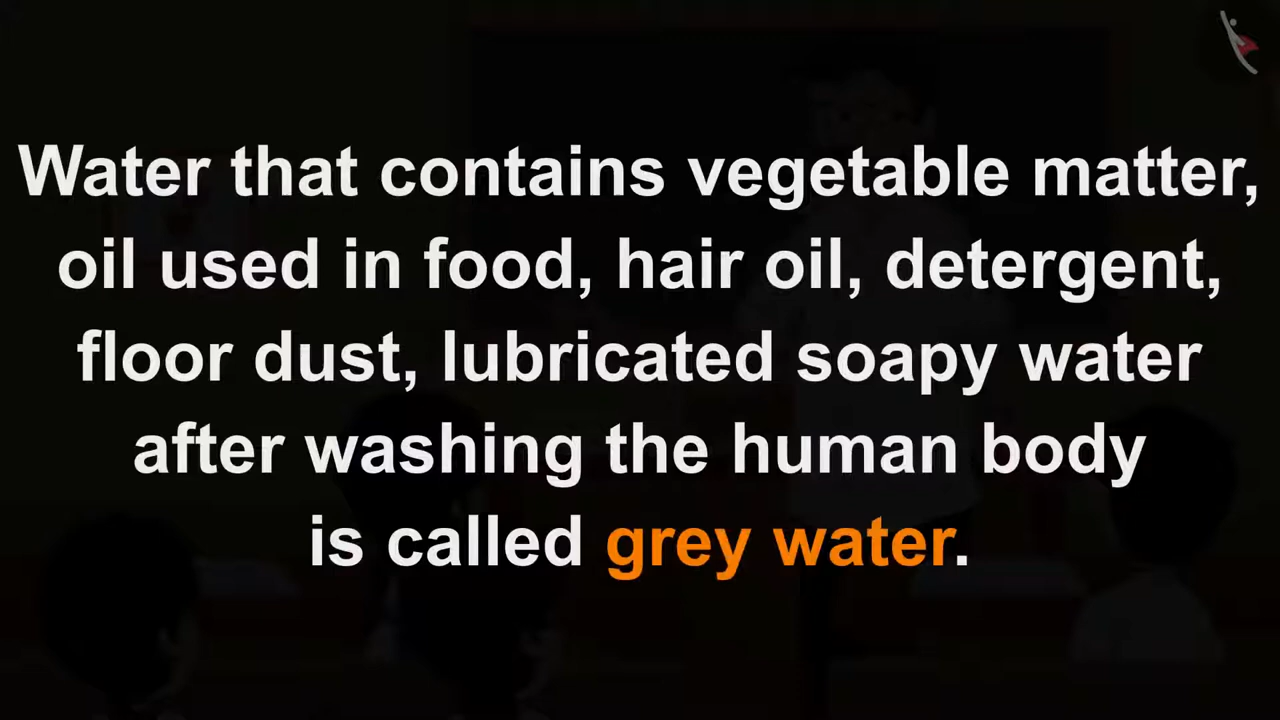 Water that contains vegetable matter,
oil used in food, hair oil, detergent,
floor dust, lubricated soapy water
after washing the human body
is called grey water.